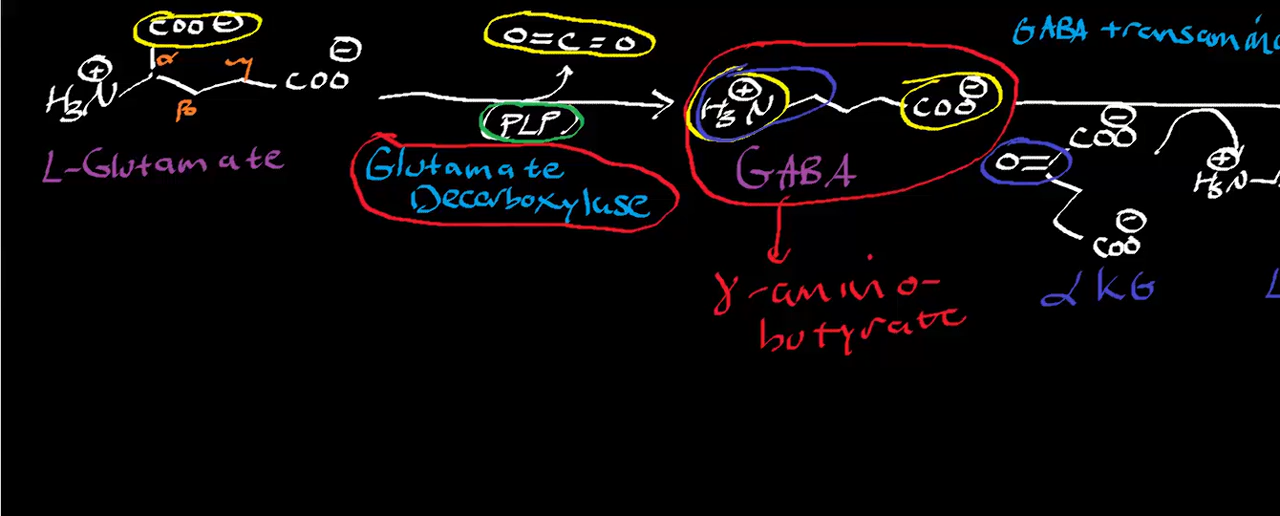 COO⊖
⊕
H3N
α
β
γ
COO⊖
L-Glutamate
O=C=O
PLP
Glutamate
Decarboxylase
⊕
H3N
COO⊖
GABA
γ-amino-
butyrate
GABA transamin
O=
COO⊖
COO⊖
αKG
⊕
H3N-
L